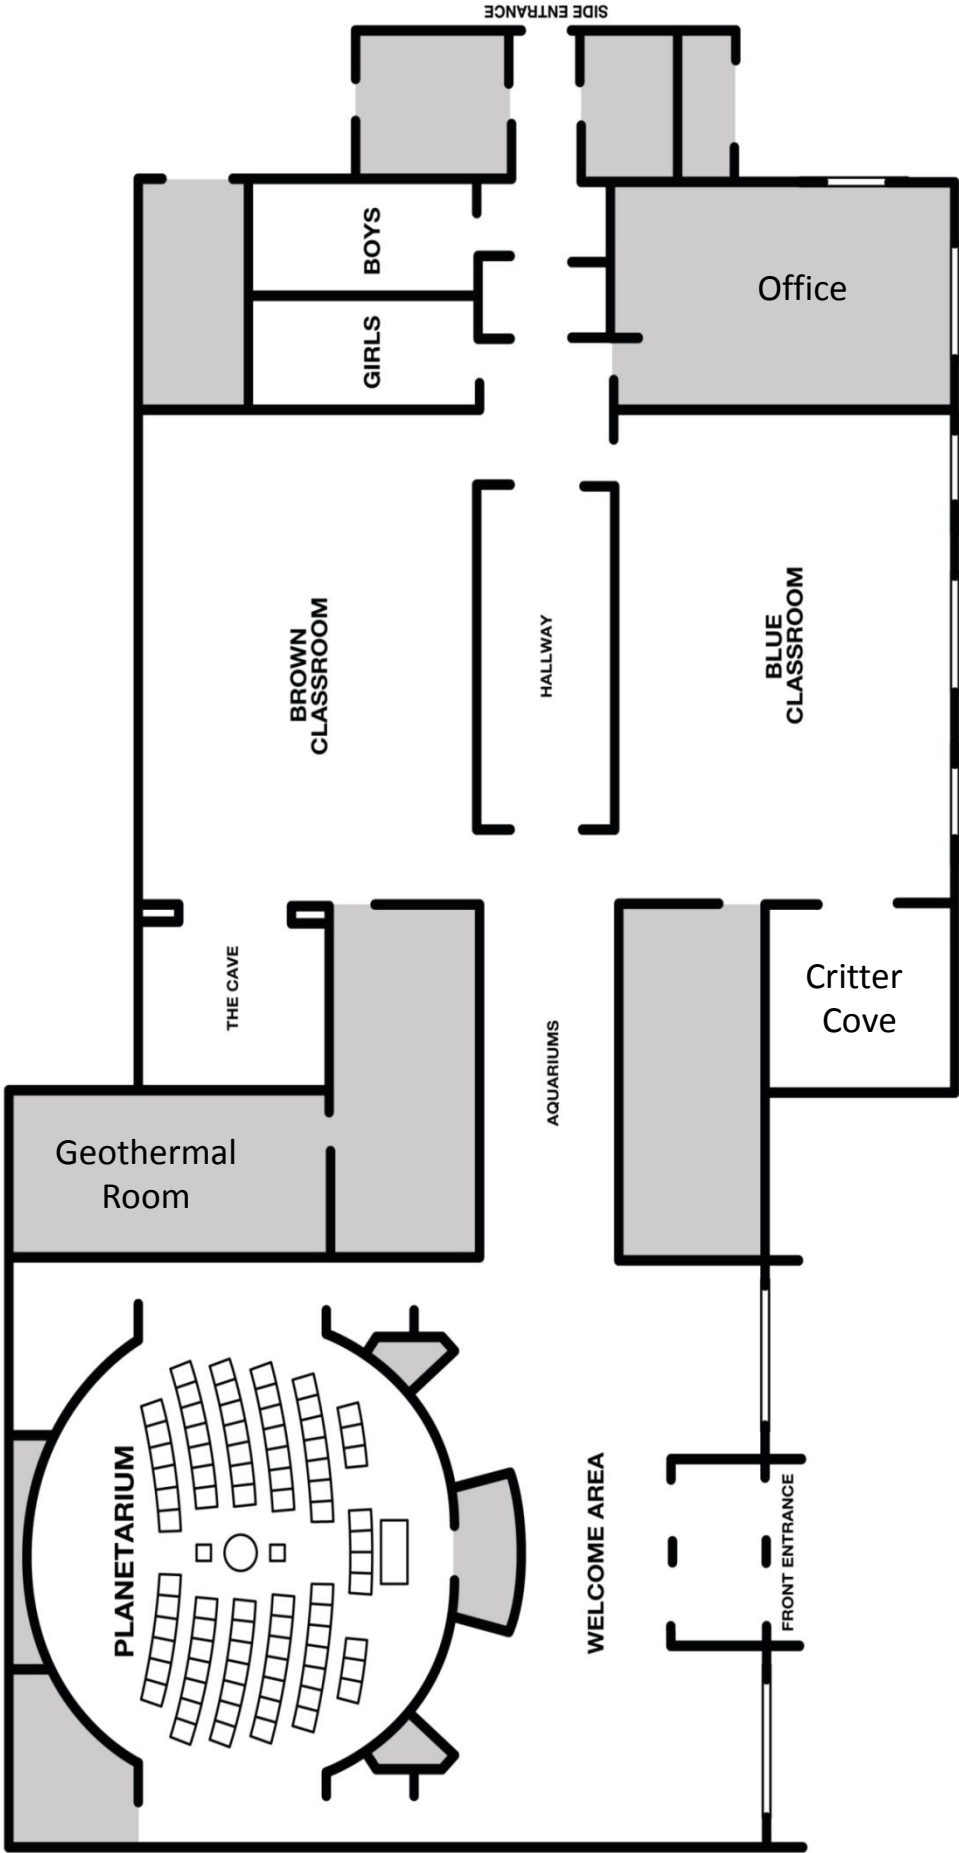 SIDE ENTRANCE
BOYS
GIRLS
Office
BROWN
CLASSROOM
HALLWAY
BLUE
CLASSROOM
THE CAVE
AQUARIUMS
Critter
Cove
Geothermal
Room
PLANETARIUM
WELCOME AREA
FRONT ENTRANCE